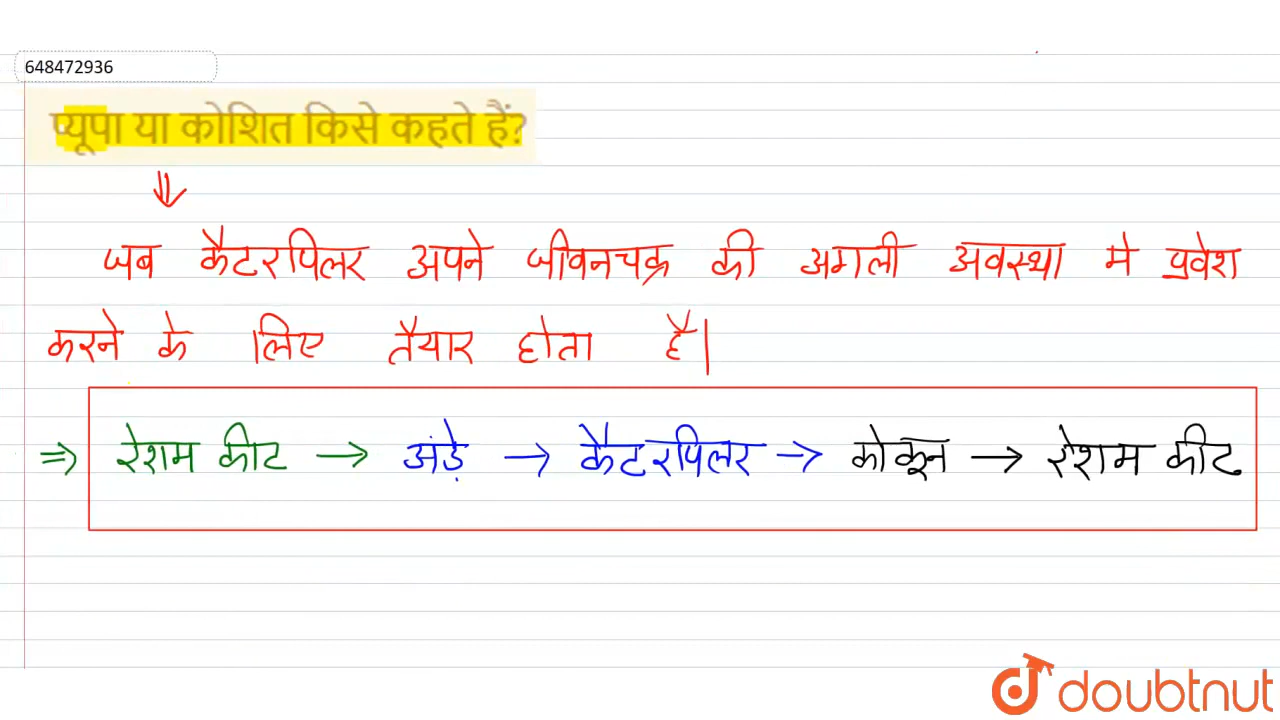 648472936
प्यूपा या कोशित किसे कहते हैं?
⇓
जब कैटरपिलर अपने जीवनचक्र की अगली अवस्था मे प्रवेश
करने के लिए तैयार होता है|
⇒ रेशम कीट → अंडे → कैटरपिलर → कोकून → रेशम कीट
doubtnut